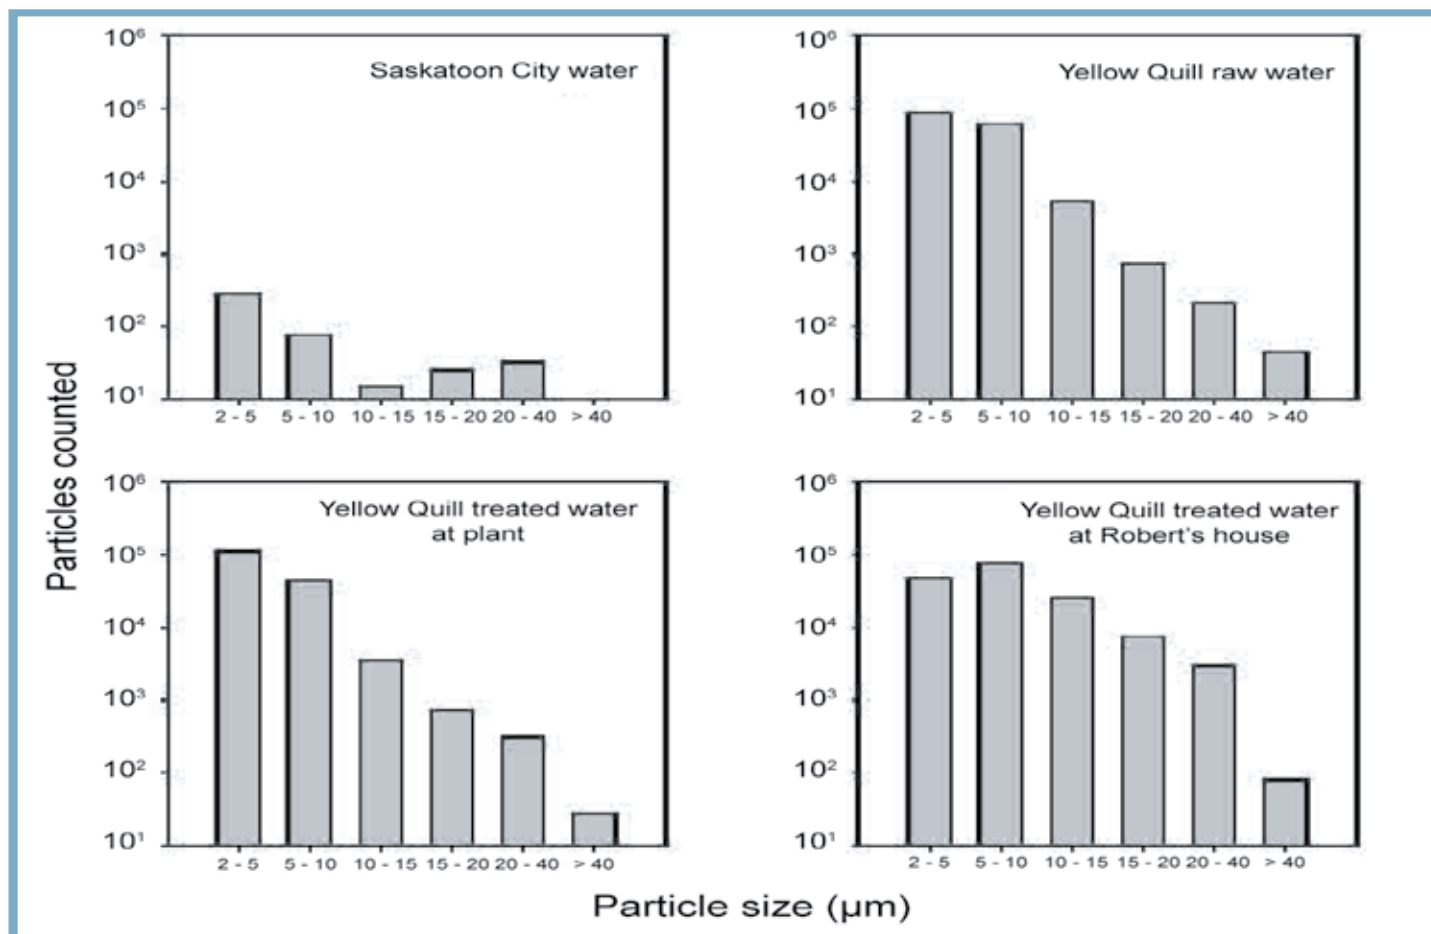 Particles counted
Saskatoon City water
10⁶
10⁵
10⁴
10³
10²
10¹
2 - 5 5 - 10 10 - 15 15 - 20 20 - 40 > 40
Yellow Quill raw water
10⁶
10⁵
10⁴
10³
10²
10¹
2 - 5 5 - 10 10 - 15 15 - 20 20 - 40 > 40
Yellow Quill treated water
at plant
10⁶
10⁵
10⁴
10³
10²
10¹
2 - 5 5 - 10 10 - 15 15 - 20 20 - 40 > 40
Yellow Quill treated water
at Robert's house
10⁶
10⁵
10⁴
10³
10²
10¹
2 - 5 5 - 10 10 - 15 15 - 20 20 - 40 > 40
Particle size (µm)